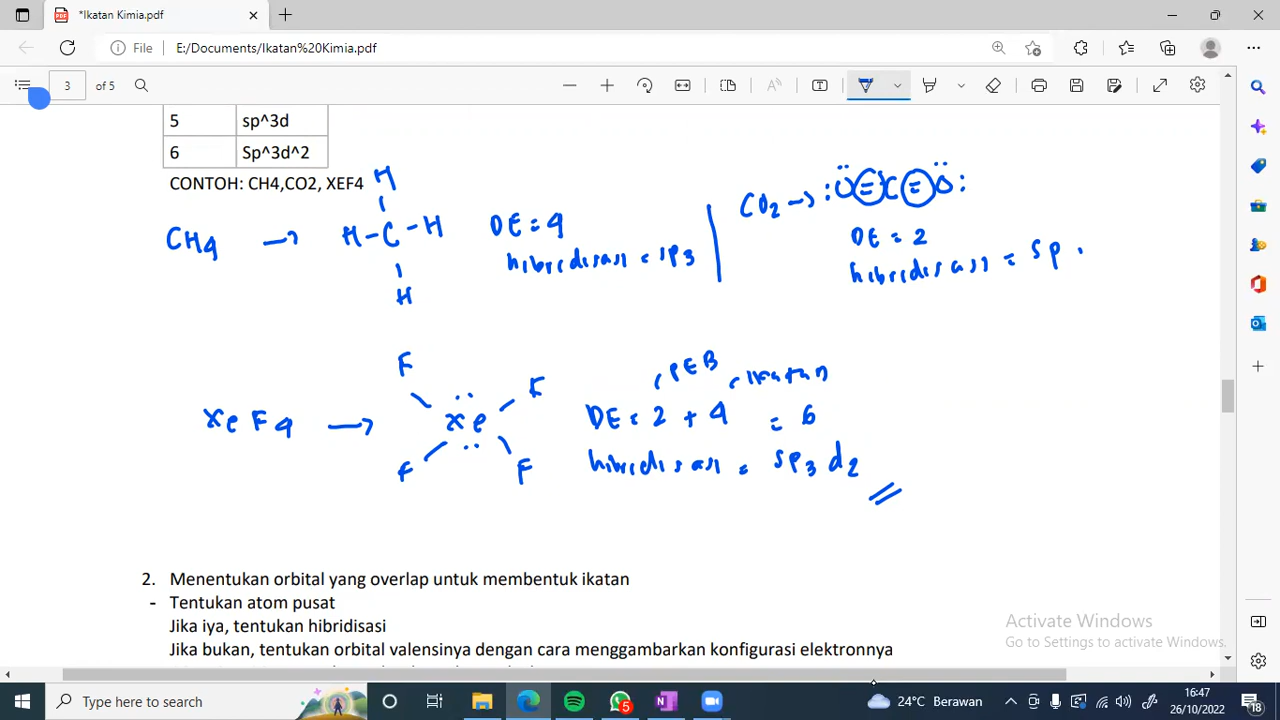 *Ikatan Kimia.pdf
File E:/Documents/Ikatan%20Kimia.pdf
3 of 5
5 sp^3d
6 Sp^3d^2
CONTOH: CH4,CO2, XEF4
CH4 → H H-C-H H
DE = 4
hibridisasi = sp3
CO2 → :Ö=C=Ö:
DE = 2
hibridisasi = sp
PEB ikatan
XeF4 → F F Xe F F
DE = 2 + 4 = 6
hibridisasi = sp3d2
2. Menentukan orbital yang overlap untuk membentuk ikatan
- Tentukan atom pusat
Jika iya, tentukan hibridisasi
Jika bukan, tentukan orbital valensinya dengan cara menggambarkan konfigurasi elektronnya
Activate Windows
Go to Settings to activate Windows.
Type here to search
5
24°C Berawan
16:47
26/10/2022
18